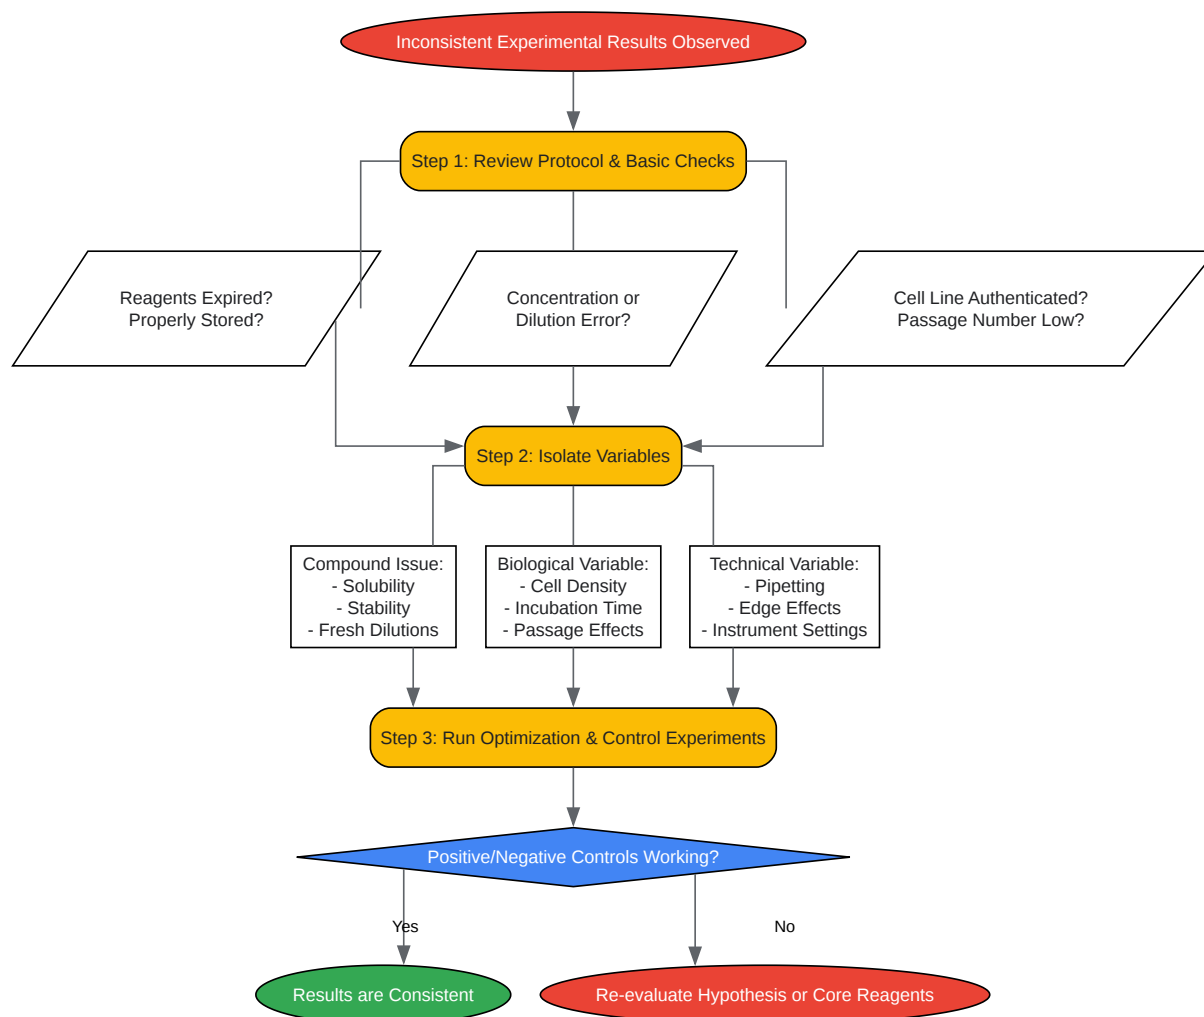 Inconsistent Experimental Results Observed
Step 1: Review Protocol & Basic Checks
Reagents Expired?
Properly Stored?
Concentration or
Dilution Error?
Cell Line Authenticated?
Passage Number Low?
Step 2: Isolate Variables
Compound Issue:
- Solubility
- Stability
- Fresh Dilutions
Biological Variable:
- Cell Density
- Incubation Time
- Passage Effects
Technical Variable:
- Pipetting
- Edge Effects
- Instrument Settings
Step 3: Run Optimization & Control Experiments
Positive/Negative Controls Working?
Yes
No
Results are Consistent
Re-evaluate Hypothesis or Core Reagents